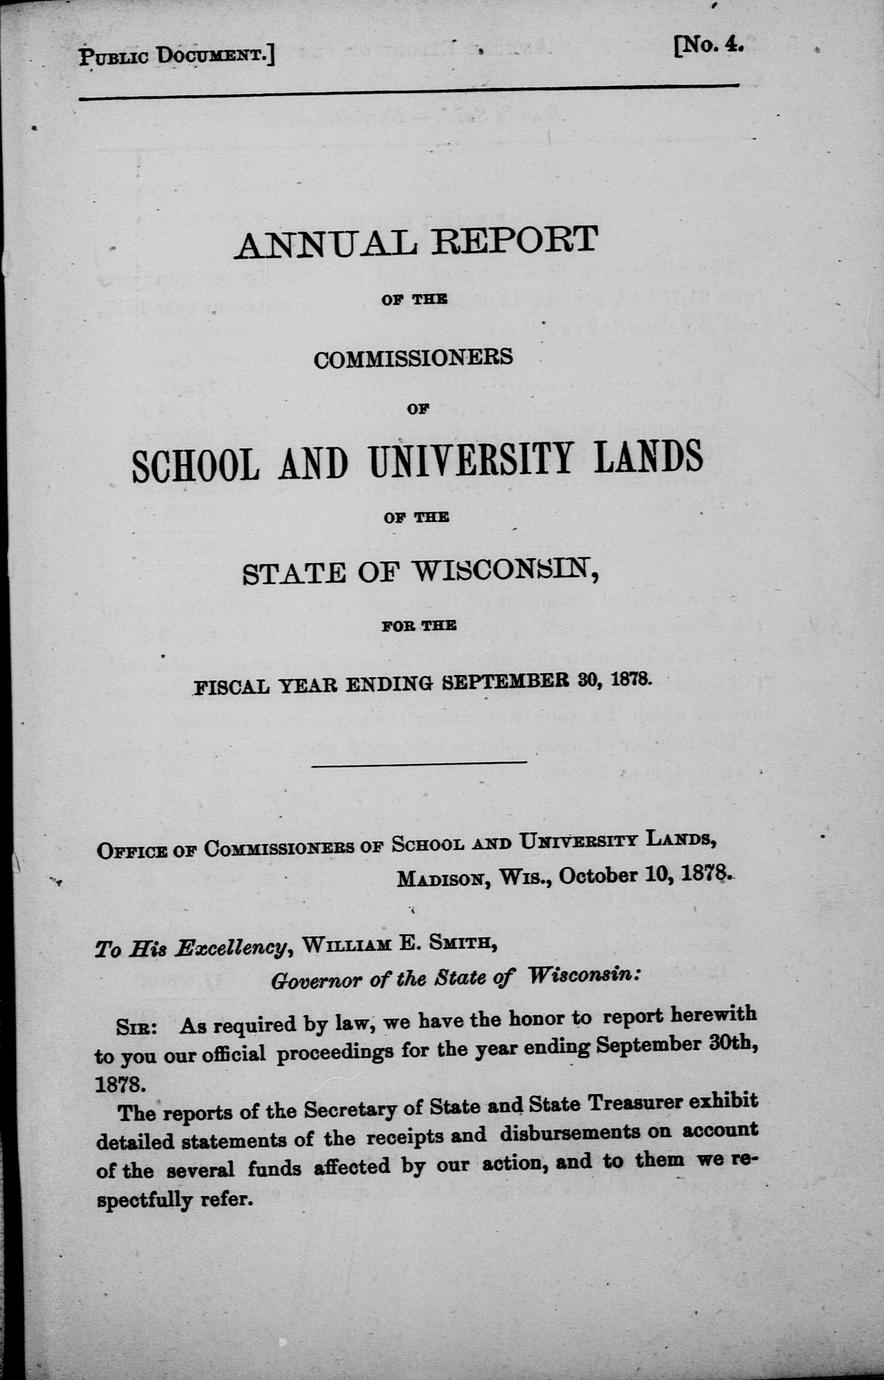 PUBLIC DOCUMENT.] [No. 4.
ANNUAL REPORT
OF THE
COMMISSIONERS
OF
SCHOOL AND UNIVERSITY LANDS
OF THE
STATE OF WISCONSIN,
FOR THE
FISCAL YEAR ENDING SEPTEMBER 30, 1878.
OFFICE OF COMMISSIONERS OF SCHOOL AND UNIVERSITY LANDS,
MADISON, WIS., October 10, 1878.
To His Excellency, WILLIAM E. SMITH,
Governor of the State of Wisconsin:
SIR: As required by law, we have the honor to report herewith
to you our official proceedings for the year ending September 30th,
1878.
The reports of the Secretary of State and State Treasurer exhibit
detailed statements of the receipts and disbursements on account
of the several funds affected by our action, and to them we re-
spectfully refer.